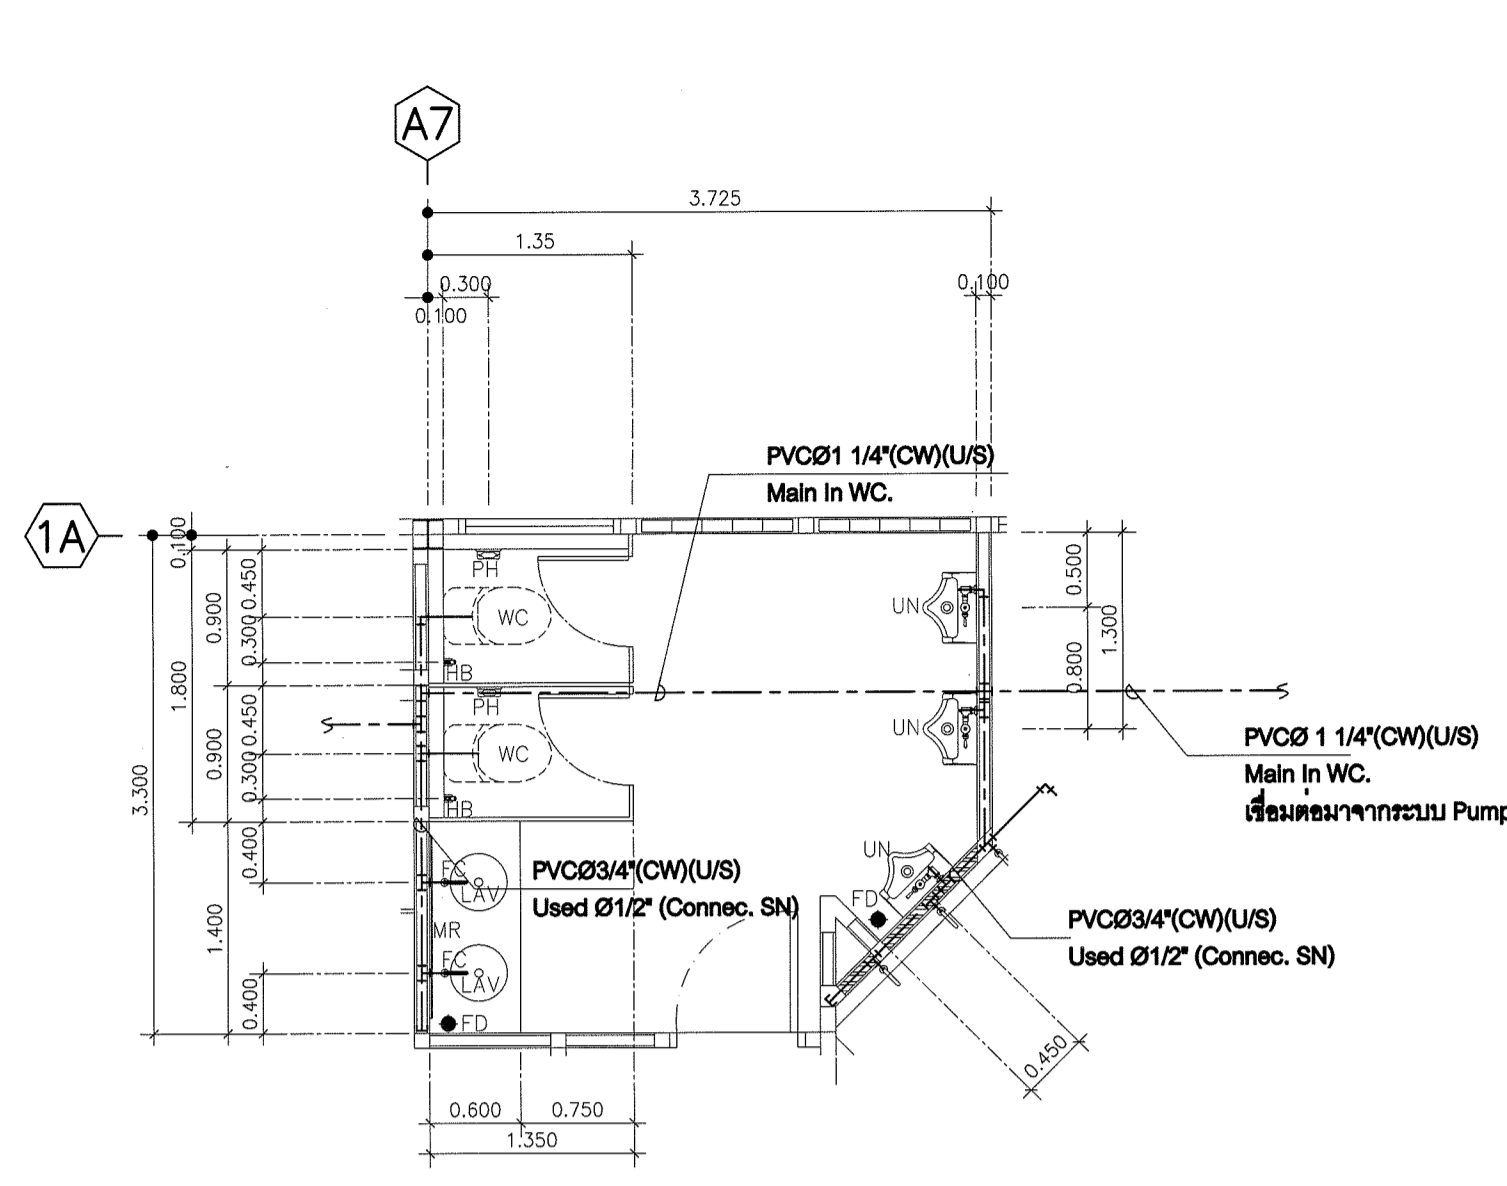 A7
3.725
1.35
0.300
0.100
0.100
PVCØ1 1/4"(CW)(U/S)
Main In WC.
1A
0.100
0.450
0.900
0.300
1.800
0.450
0.900
0.300
3.300
0.400
1.400
0.400
PH
WC
HB
PH
WC
HB
UN
UN
UN
0.500
0.800
1.300
PVCØ 1 1/4"(CW)(U/S)
Main In WC.
เชื่อมต่อมาจากระบบ Pump
FC
LAV
MR
FC
LAV
FD
PVCØ3/4"(CW)(U/S)
Used Ø1/2" (Connec. SN)
FD
PVCØ3/4"(CW)(U/S)
Used Ø1/2" (Connec. SN)
0.450
0.600
0.750
1.350